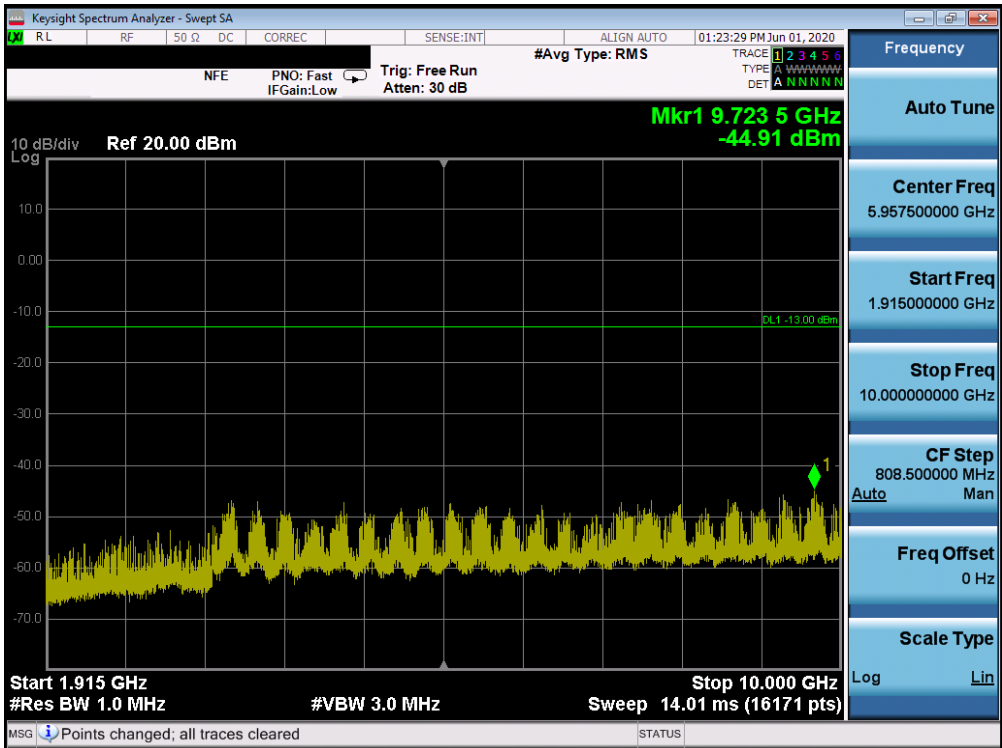 Keysight Spectrum Analyzer - Swept SA
LXI RL RF 50 Ω DC CORREC SENSE:INT ALIGN AUTO 01:23:29 PM Jun 01, 2020
NFE PNO: Fast Trig: Free Run #Avg Type: RMS TRACE 1 2 3 4 5 6
IFGain:Low Atten: 30 dB TYPE A WWWWW
DET A N N N N N
Mkr1 9.723 5 GHz
-44.91 dBm
10 dB/div Ref 20.00 dBm
Log
10.0
0.00
-10.0
DL1 -13.00 dBm
-20.0
-30.0
-40.0
1
-50.0
-60.0
-70.0
Start 1.915 GHz Stop 10.000 GHz
#Res BW 1.0 MHz #VBW 3.0 MHz Sweep 14.01 ms (16171 pts)
MSG Points changed; all traces cleared STATUS
Frequency
Auto Tune
Center Freq
5.957500000 GHz
Start Freq
1.915000000 GHz
Stop Freq
10.000000000 GHz
CF Step
808.500000 MHz
Auto Man
Freq Offset
0 Hz
Scale Type
Log Lin